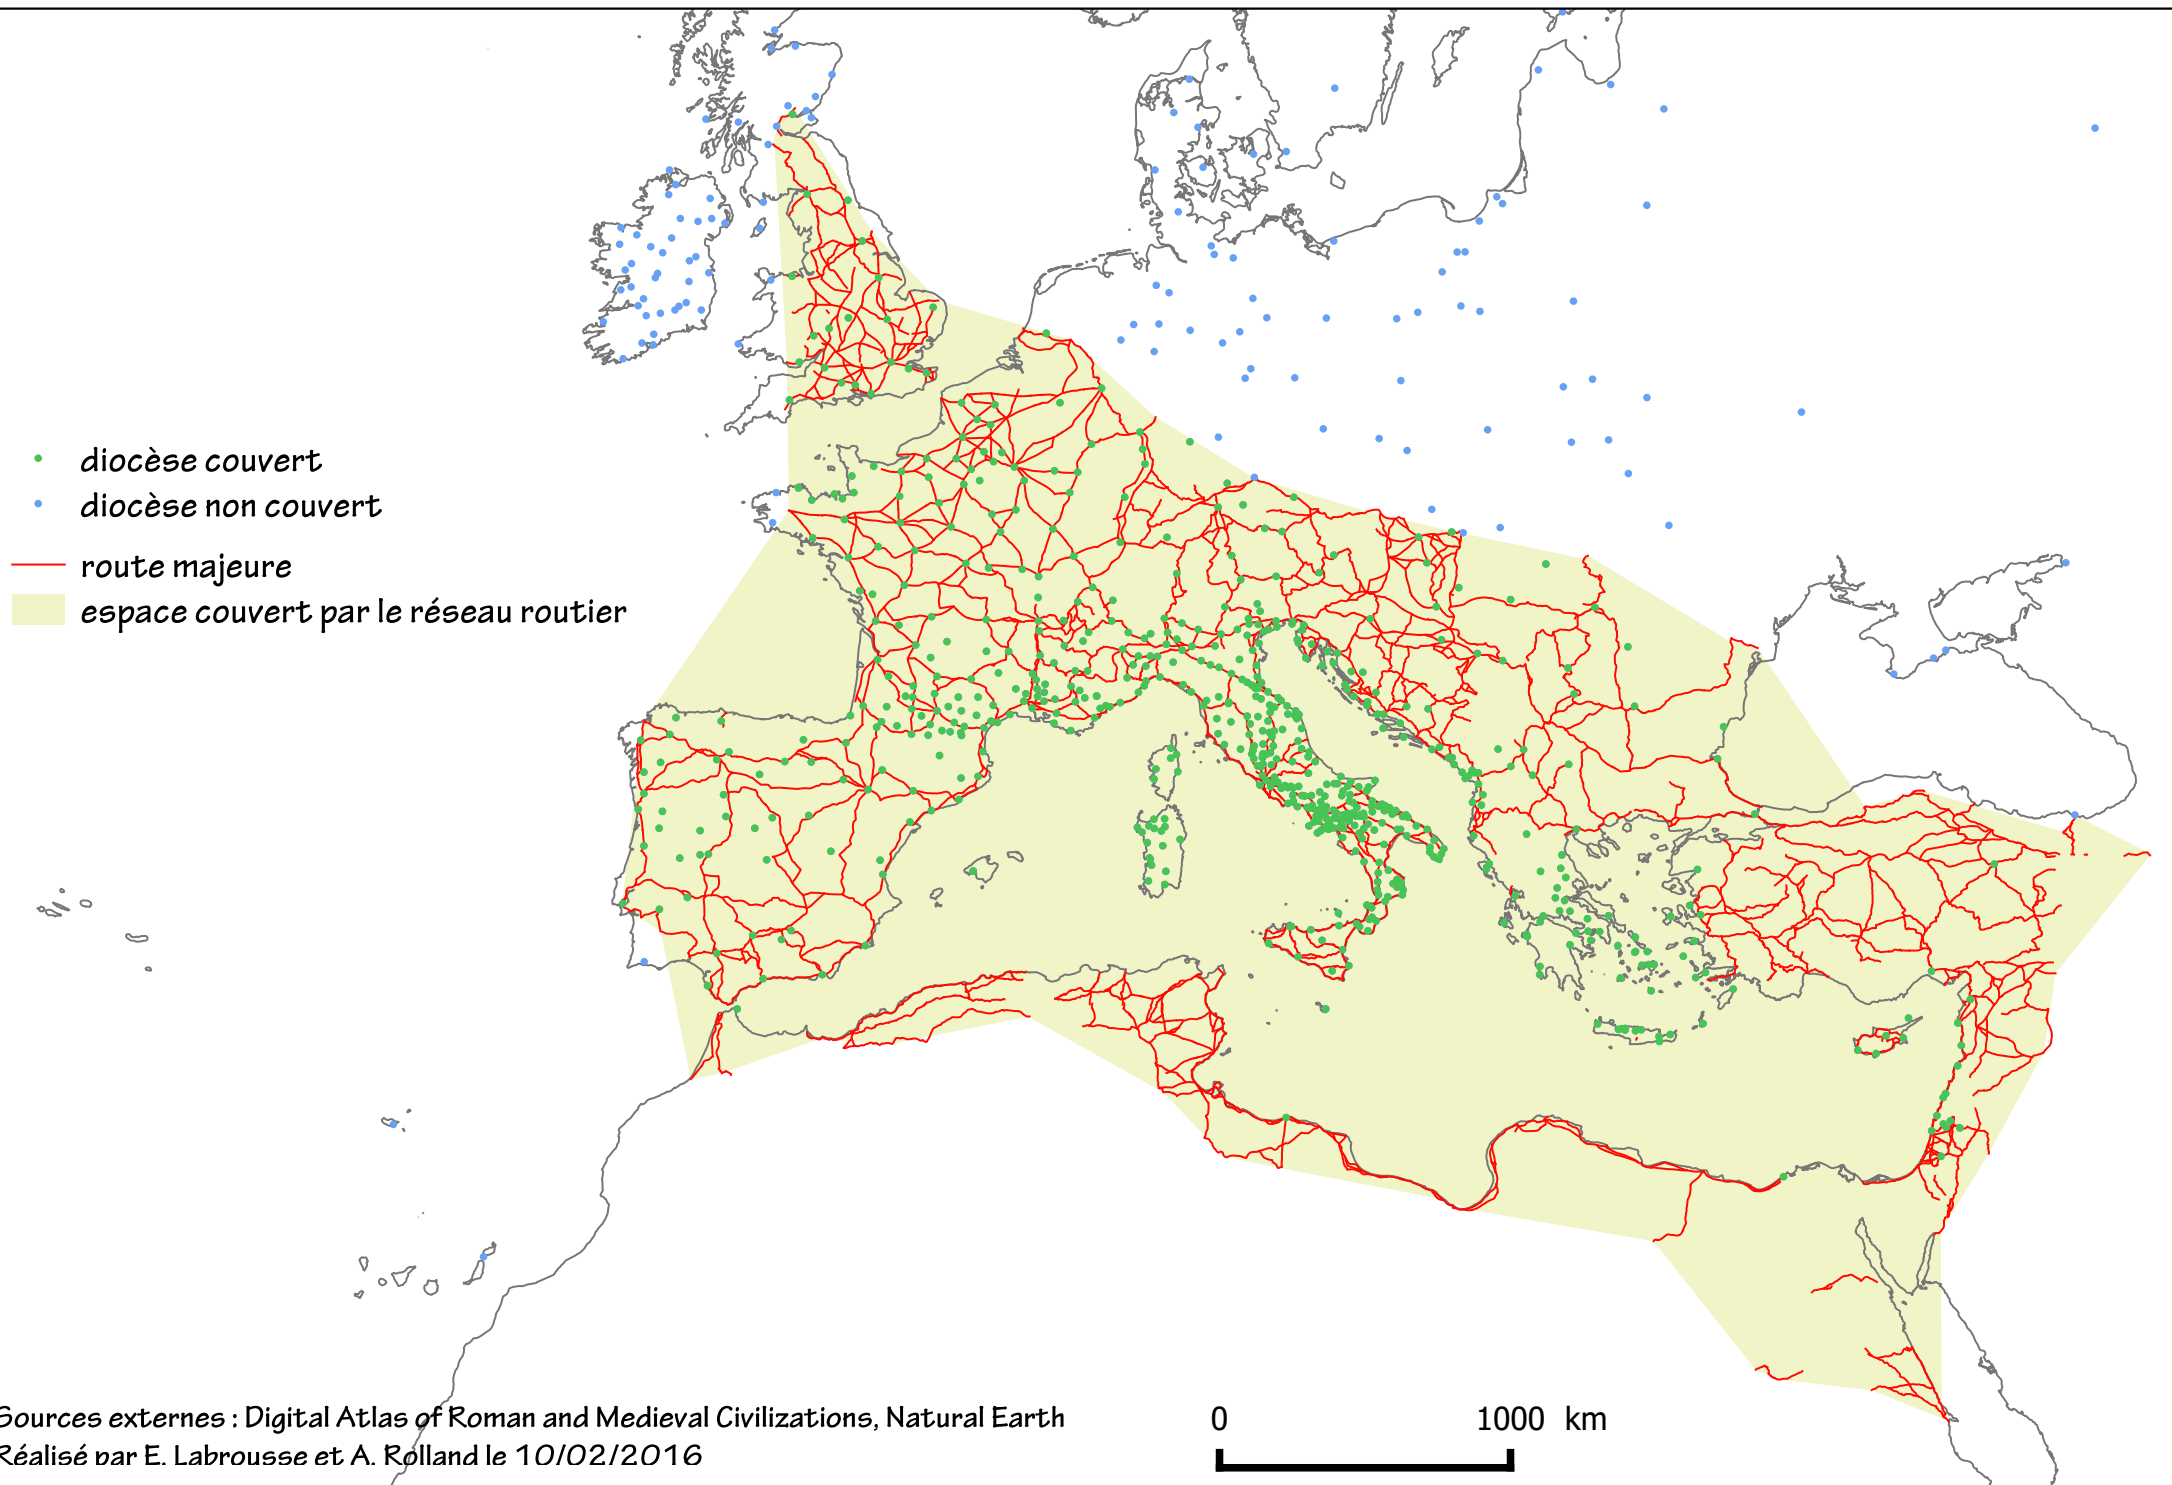 diocèse couvert
diocèse non couvert
route majeure
espace couvert par le réseau routier
0 1000 km
Sources externes : Digital Atlas of Roman and Medieval Civilizations, Natural Earth
Réalisé par E. Labrousse et A. Rolland le 10/02/2016